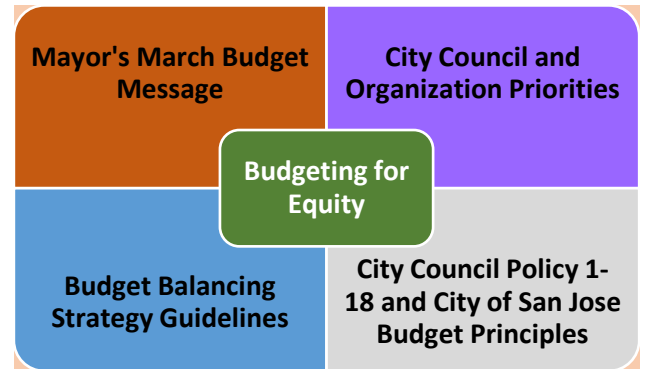 Mayor's March Budget
Message
City Council and
Organization Priorities
Budgeting for
Equity
Budget Balancing
Strategy Guidelines
City Council Policy 1-
18 and City of San Jose
Budget Principles